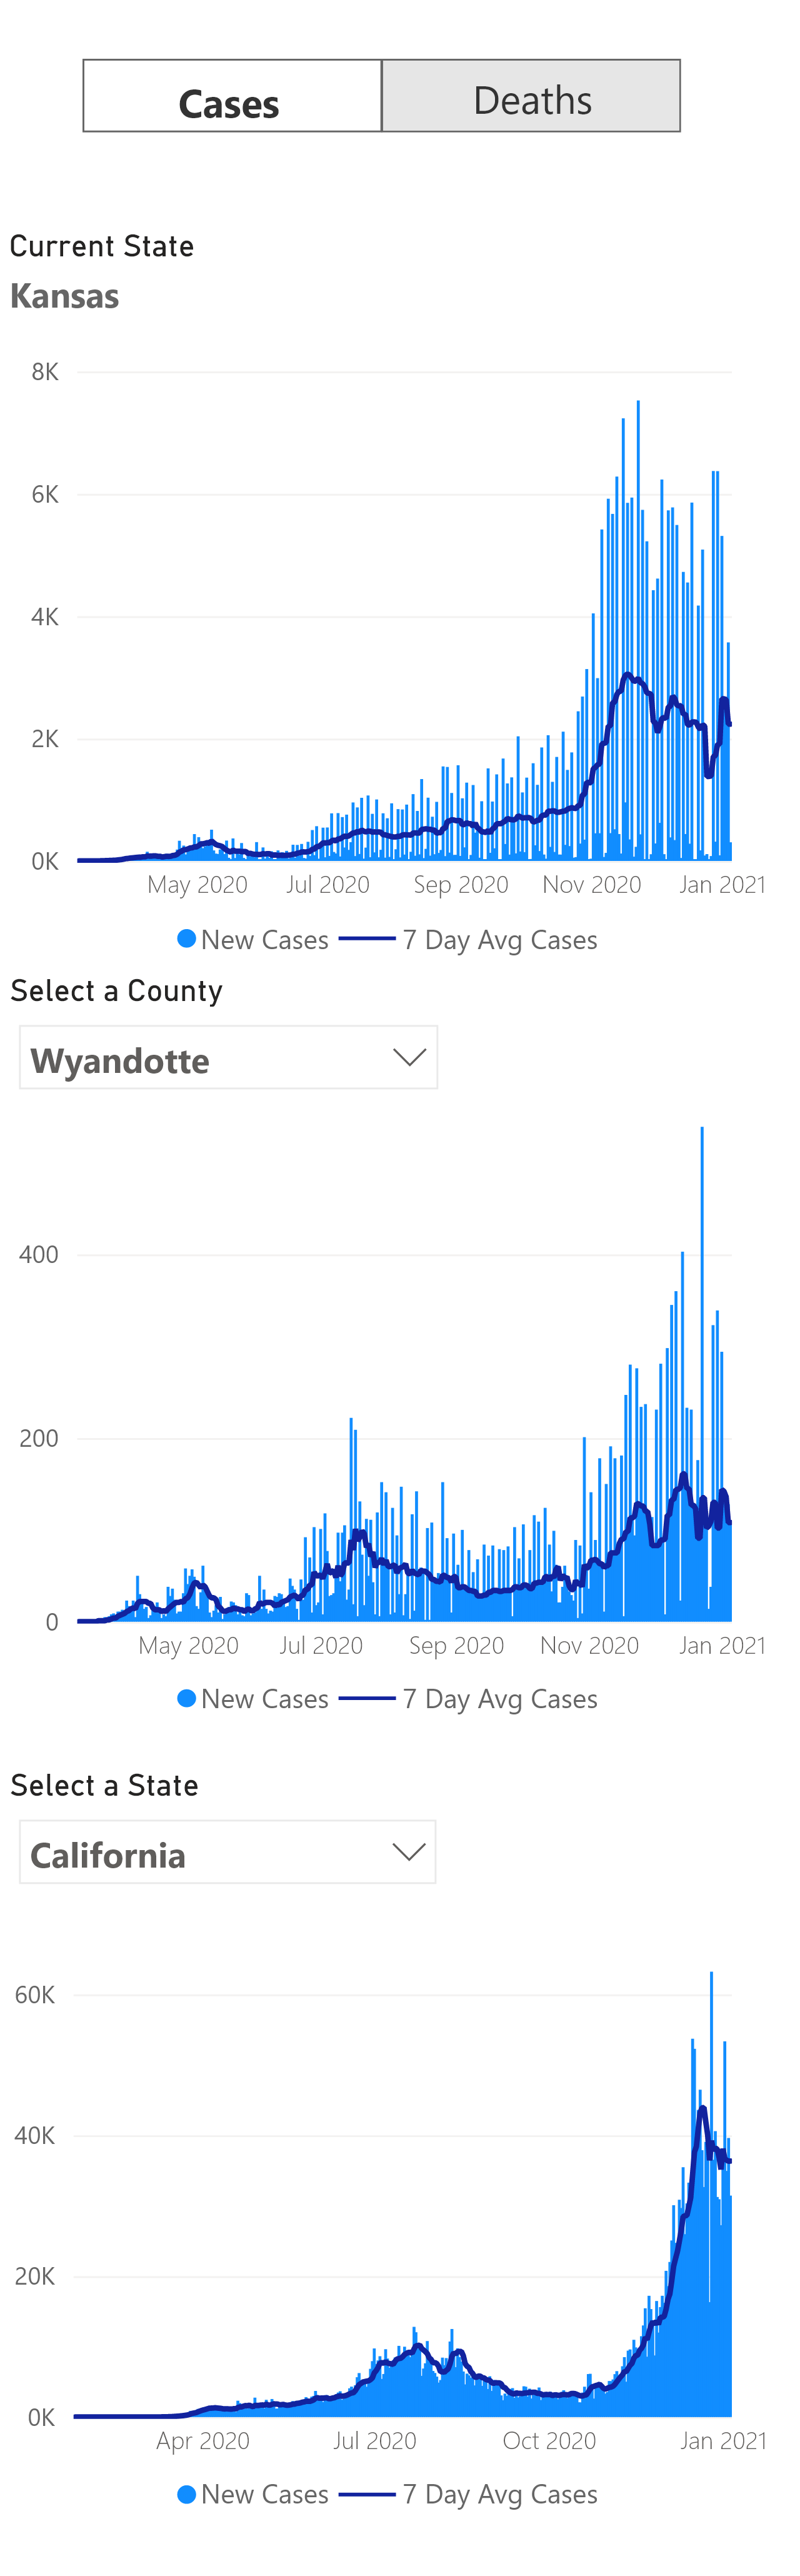 Cases Deaths
Current State
Kansas
8K
6K
4K
2K
0K
May 2020 Jul 2020 Sep 2020 Nov 2020 Jan 2021
New Cases 7 Day Avg Cases
Select a County
Wyandotte
400
200
0
May 2020 Jul 2020 Sep 2020 Nov 2020 Jan 2021
New Cases 7 Day Avg Cases
Select a State
California
60K
40K
20K
0K
Apr 2020 Jul 2020 Oct 2020 Jan 2021
New Cases 7 Day Avg Cases